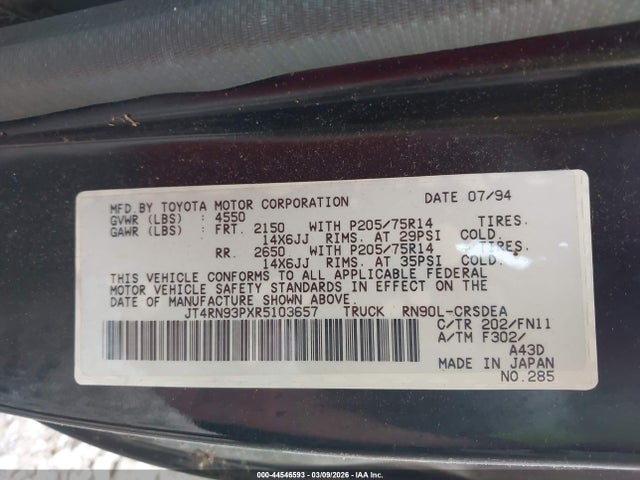 MFD BY TOYOTA MOTOR CORPORATION DATE 07/94
GVWR (LBS) : 4550
GAWR (LBS) : FRT. 2150 WITH P205/75R14 TIRES.
14X6JJ RIMS. AT 29PSI COLD.
RR. 2650 WITH P205/75R14 TIRES.
14X6JJ RIMS. AT 35PSI COLD.
THIS VEHICLE CONFORMS TO ALL APPLICABLE FEDERAL
MOTOR VEHICLE SAFETY STANDARDS IN EFFECT ON THE
DATE OF MANUFACTURE SHOWN ABOVE.
JT4RN93PXR5103657 TRUCK RN90L-CRSDEA
C/TR 202/FN11
A/TM F302/
A43D
MADE IN JAPAN
NO.285
000-44546593 - 03/09/2026 - IAA Inc.